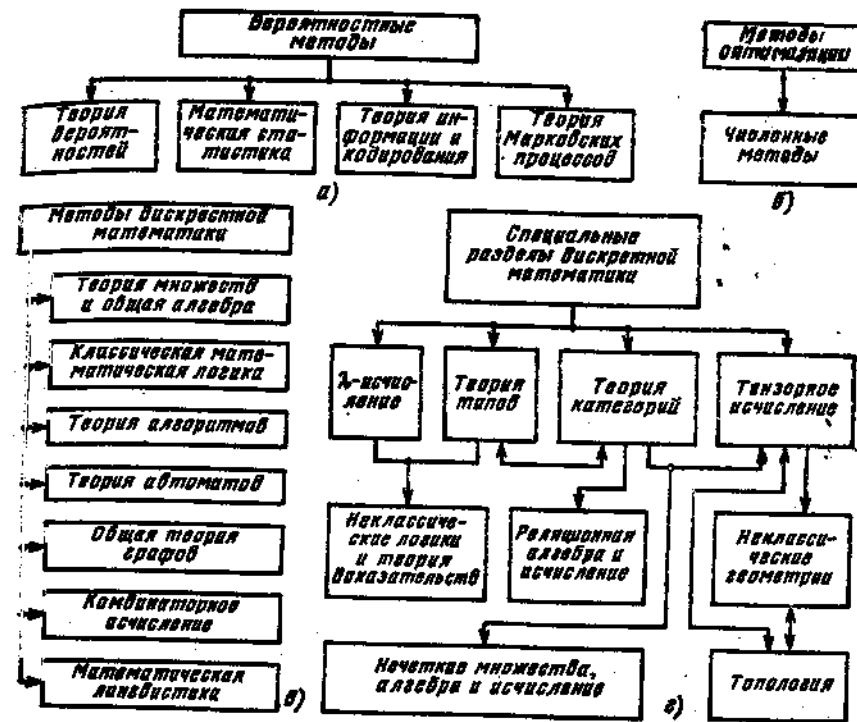 Вероятностные
методы
Теория
вероят-
ностей
Математи-
ческая ста-
тистика
Теория ин-
формации и
кодирования
Теория
Марковских
процессов
а)
Методы
оптимизации
Численные
методы
б)
Методы дискретной
математики
Теория множеств
и общая алгебра
Классическая мате-
матическая логика
Теория алгоритмов
Теория автоматов
Общая теория
графов
Комбинаторное
исчисление
Математическая
лингвистика
в)
Специальные
разделы дискретной
математики
λ-исчис-
ление
Теория
типов
Теория
категорий
Тензорное
исчисление
Неклассичес-
кие логики
и теория
доказательств
Реляционная
алгебра и
исчисление
Неклассиче-
ческие
геометрии
Нечеткие множества,
алгебра и исчисление
Топология
г)